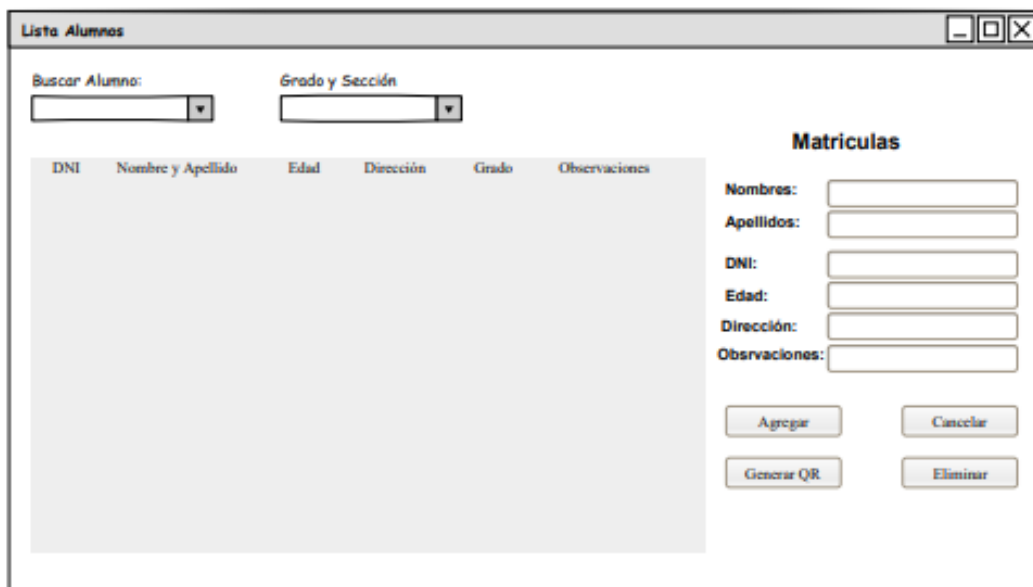 Lista Alumnos
Buscar Alumno: Grado y Sección
Matriculas
DNI Nombre y Apellido Edad Dirección Grado Observaciones
Nombres:
Apellidos:
DNI:
Edad:
Dirección:
Obsrvaciones:
Agregar Cancelar
Generar QR Eliminar